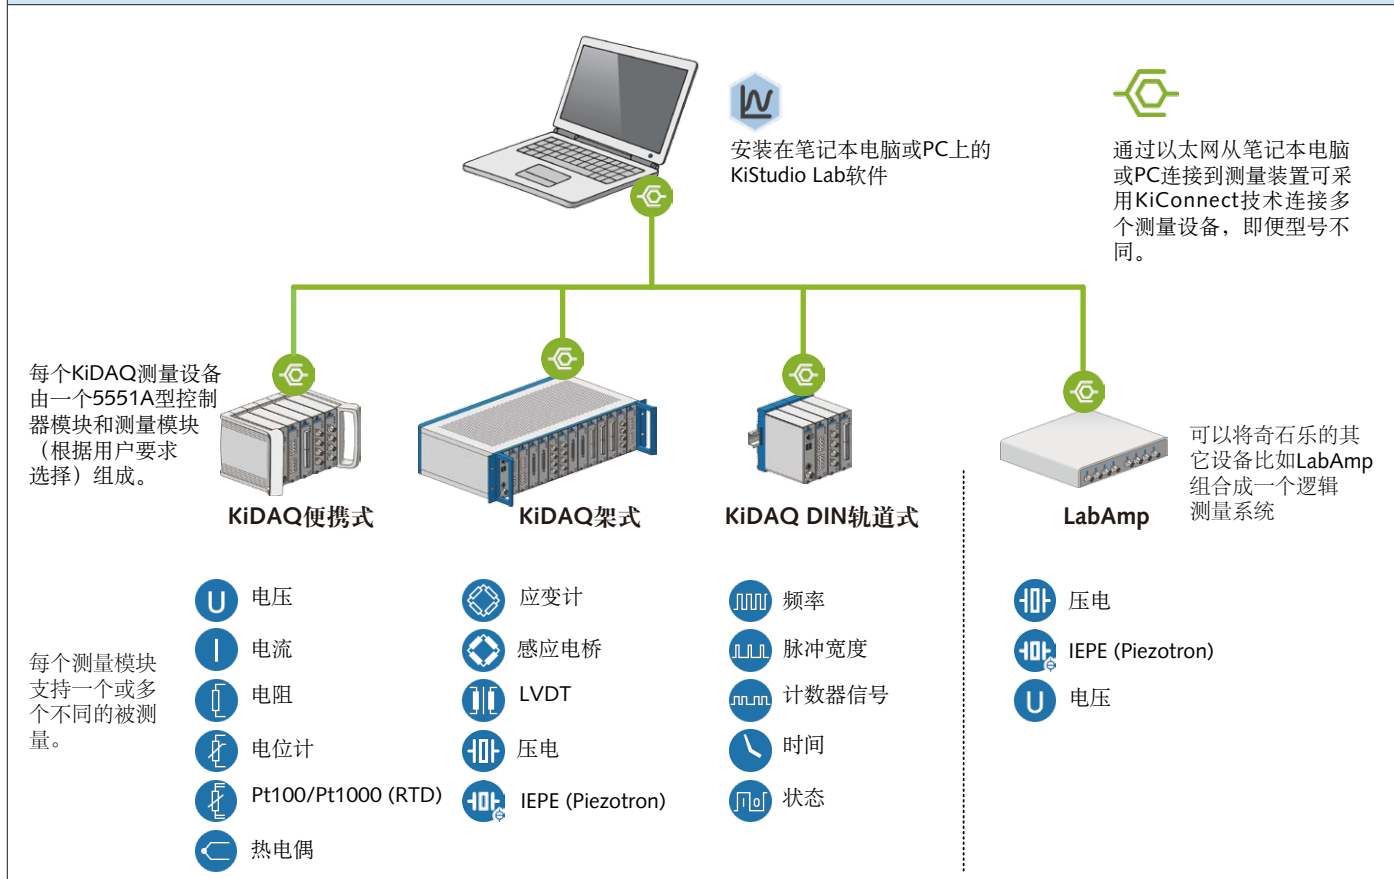 安装在笔记本电脑或PC上的
KiStudio Lab软件
通过以太网从笔记本电脑
或PC连接到测量装置可采
用KiConnect技术连接多
个测量设备，即便型号不
同。
每个KiDAQ测量设备
由一个5551A型控制
器模块和测量模块
（根据用户要求
选择）组成。
可以将奇石乐的其
它设备比如LabAmp
组合成一个逻辑
测量系统
KiDAQ便携式
KiDAQ架式
KiDAQ DIN轨道式
LabAmp
每个测量模块
支持一个或多
个不同的被测
量。
U 电压
电流
电阻
电位计
Pt100/Pt1000 (RTD)
热电偶
应变计
感应电桥
LVDT
压电
IEPE (Piezotron)
频率
脉冲宽度
计数器信号
时间
状态
压电
IEPE (Piezotron)
U 电压